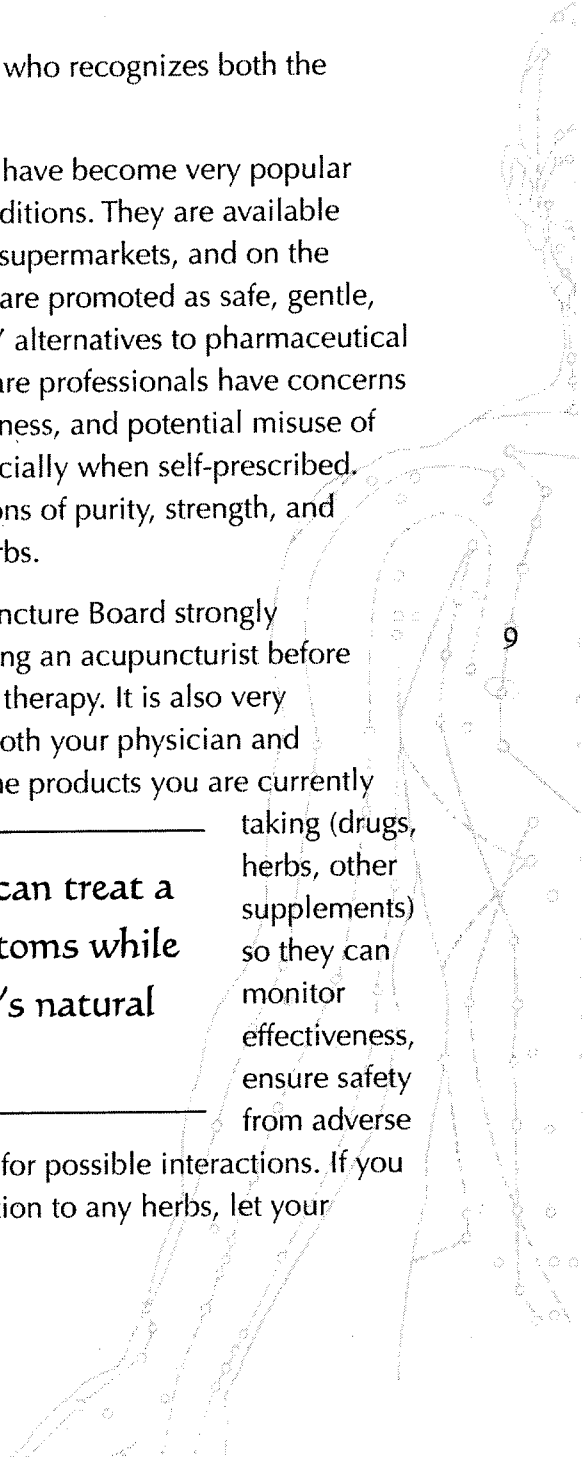 who recognizes both the
have become very popular
ditions. They are available
supermarkets, and on the
are promoted as safe, gentle,
" alternatives to pharmaceutical
are professionals have concerns
ness, and potential misuse of
cially when self-prescribed.
ons of purity, strength, and
rbs.
ncture Board strongly
ing an acupuncturist before
therapy. It is also very
oth your physician and
ne products you are currently
taking (drugs,
herbs, other
supplements)
so they can
monitor
effectiveness,
ensure safety
from adverse
for possible interactions. If you
tion to any herbs, let your
can treat a
toms while
's natural
9